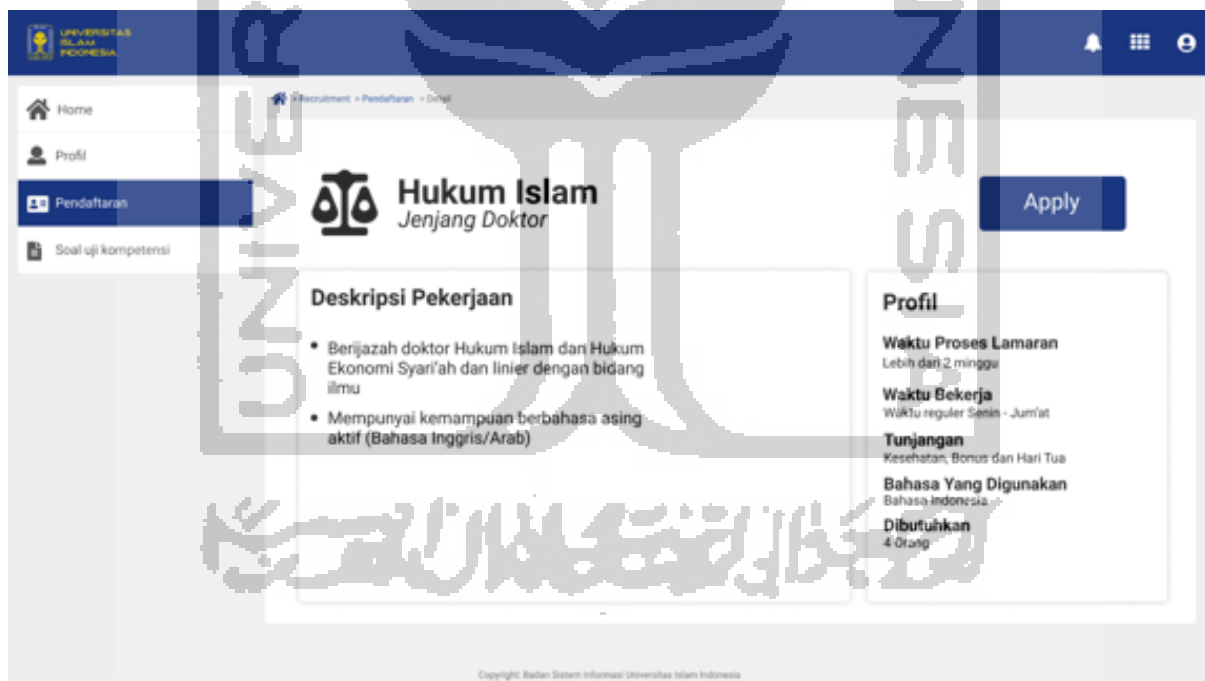 UNIVERSITAS
ISLAM
INDONESIA
Home
Profil
Pendaftaran
Soal uji kompetensi
> Recruitment > Pendaftaran > Detail
Hukum Islam
Jenjang Doktor
Apply
Deskripsi Pekerjaan
• Berijazah doktor Hukum Islam dan Hukum
Ekonomi Syari'ah dan linier dengan bidang
ilmu
• Mempunyai kemampuan berbahasa asing
aktif (Bahasa Inggris/Arab)
Profil
Waktu Proses Lamaran
Lebih dari 2 minggu
Waktu Bekerja
Waktu reguler Senin - Jum'at
Tunjangan
Kesehatan, Bonus dan Hari Tua
Bahasa Yang Digunakan
Bahasa Indonesia
Dibutuhkan
4 Orang
Copyright: Badan Sistem Informasi Universitas Islam Indonesia